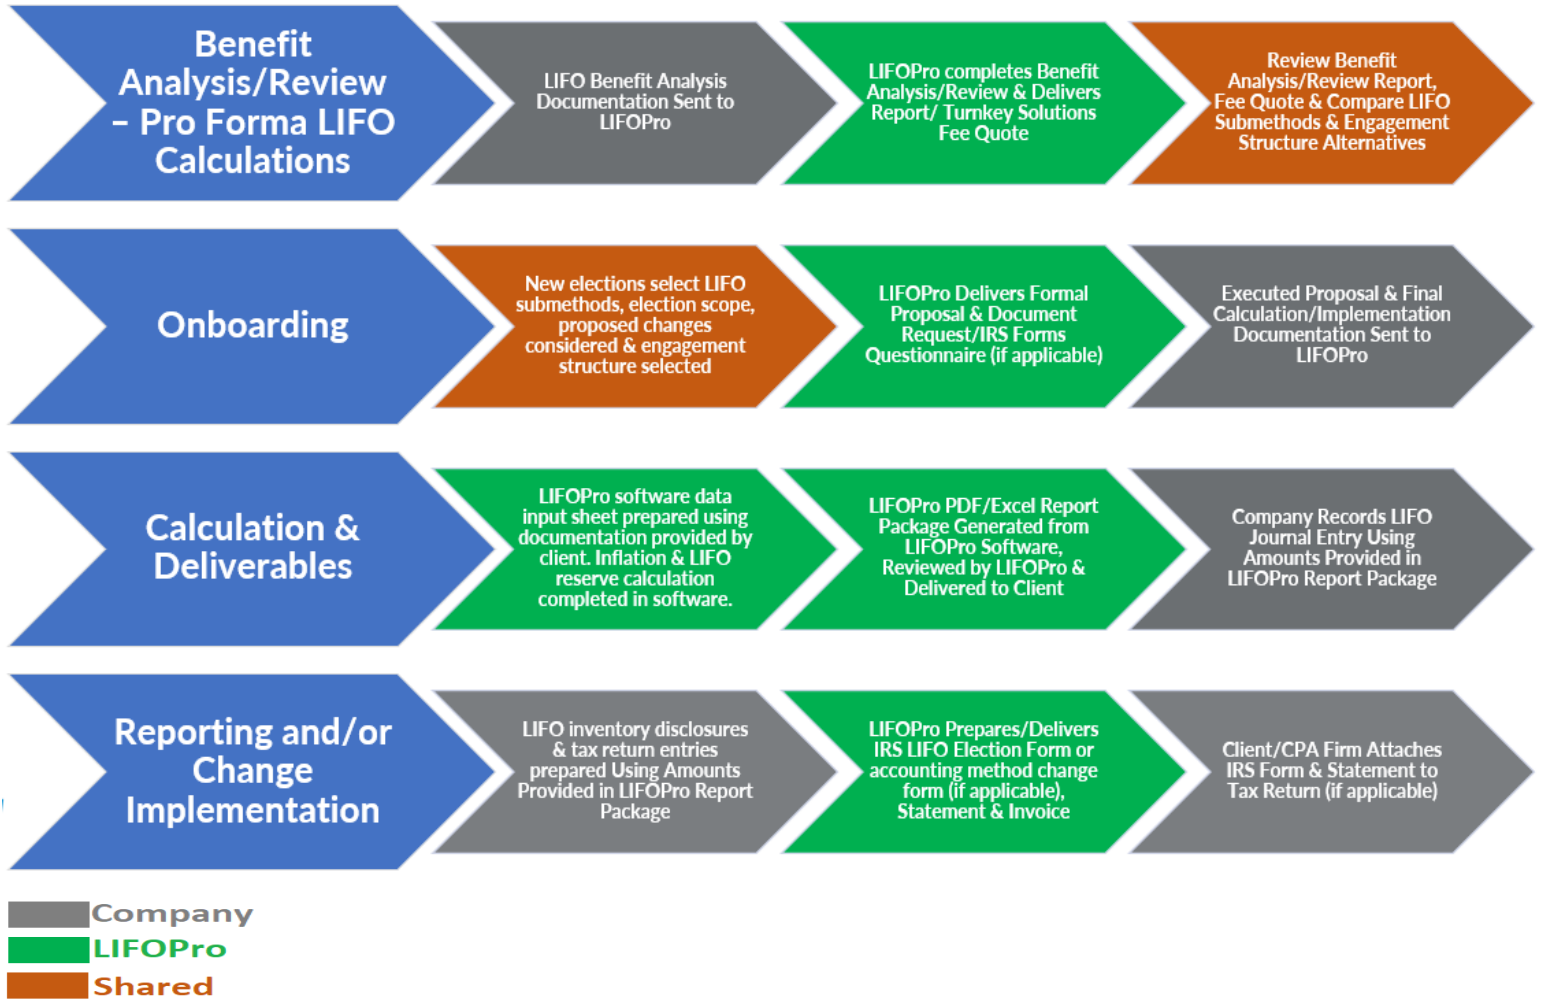 Benefit
Analysis/Review
– Pro Forma LIFO
Calculations
LIFO Benefit Analysis
Documentation Sent to
LIFOPro
LIFOPro completes Benefit
Analysis/Review & Delivers
Report/ Turnkey Solutions
Fee Quote
Review Benefit
Analysis/Review Report,
Fee Quote & Compare LIFO
Submethods & Engagement
Structure Alternatives
Onboarding
New elections select LIFO
submethods, election scope,
proposed changes
considered & engagement
structure selected
LIFOPro Delivers Formal
Proposal & Document
Request/IRS Forms
Questionnaire (if applicable)
Executed Proposal & Final
Calculation/Implementation
Documentation Sent to
LIFOPro
Calculation &
Deliverables
LIFOPro software data
input sheet prepared using
documentation provided by
client. Inflation & LIFO
reserve calculation
completed in software.
LIFOPro PDF/Excel Report
Package Generated from
LIFOPro Software,
Reviewed by LIFOPro &
Delivered to Client
Company Records LIFO
Journal Entry Using
Amounts Provided in
LIFOPro Report Package
Reporting and/or
Change
Implementation
LIFO inventory disclosures
& tax return entries
prepared Using Amounts
Provided in LIFOPro Report
Package
LIFOPro Prepares/Delivers
IRS LIFO Election Form or
accounting method change
form (if applicable),
Statement & Invoice
Client/CPA Firm Attaches
IRS Form & Statement to
Tax Return (if applicable)
Company
LIFOPro
Shared